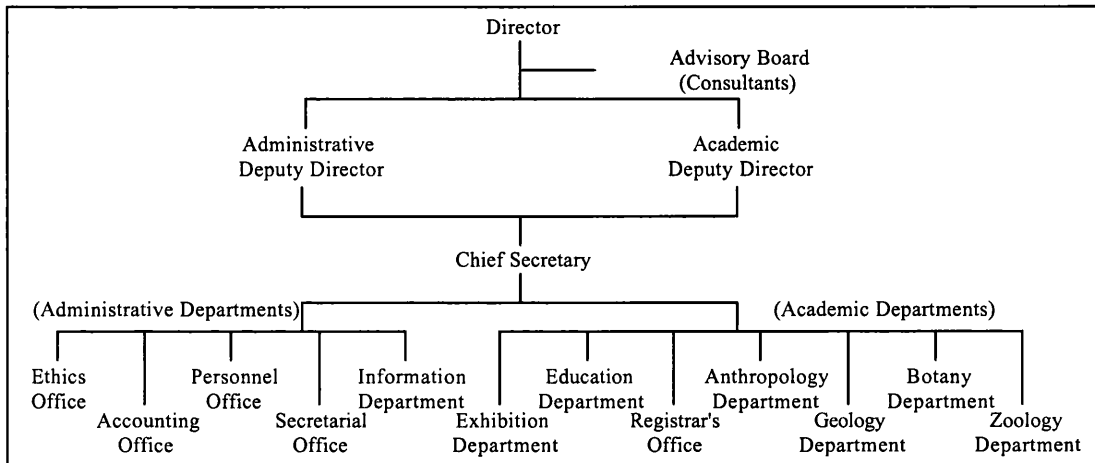 Director
Advisory Board
(Consultants)
Administrative
Deputy Director
Academic
Deputy Director
Chief Secretary
(Administrative Departments)
(Academic Departments)
Ethics
Office
Accounting
Office
Personnel
Office
Secretarial
Office
Information
Department
Exhibition
Department
Education
Department
Registrar's
Office
Anthropology
Department
Geology
Department
Botany
Department
Zoology
Department